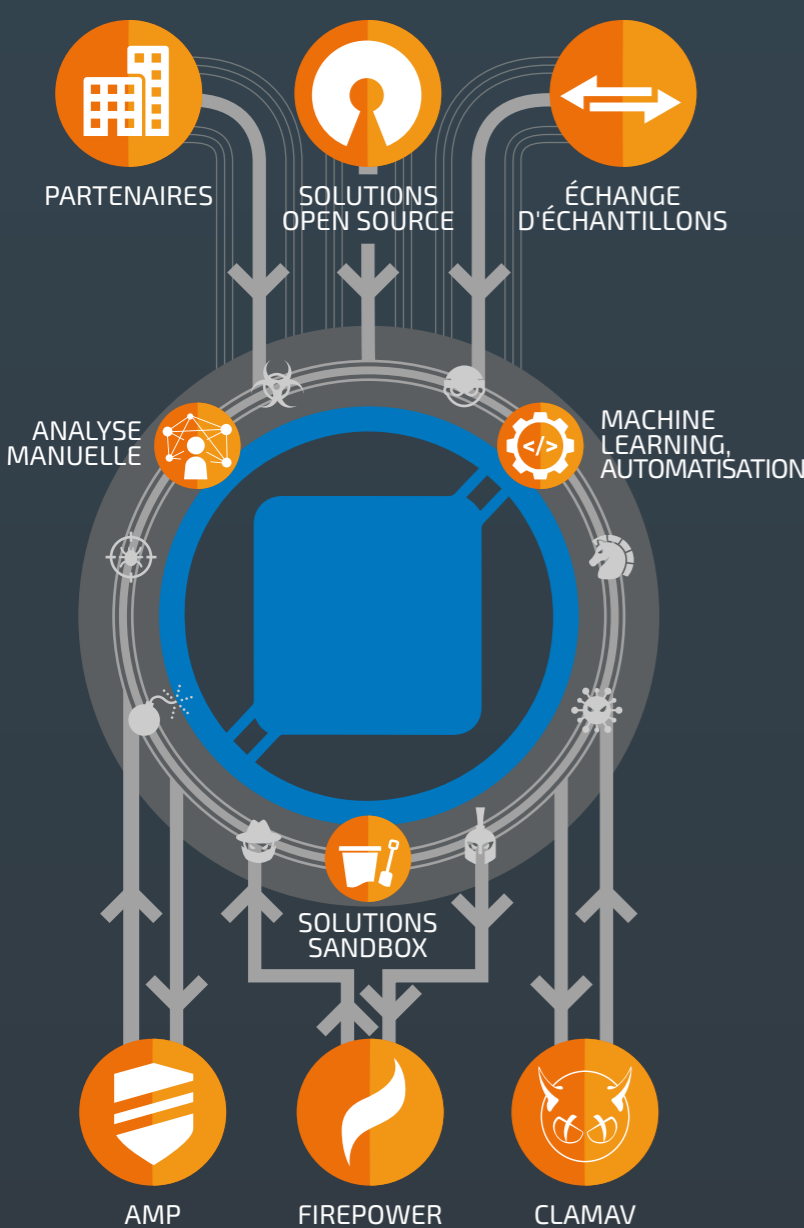 PARTENAIRES
SOLUTIONS
OPEN SOURCE
ÉCHANGE
D'ÉCHANTILLONS
ANALYSE
MANUELLE
</>
MACHINE
LEARNING,
AUTOMATISATION
SOLUTIONS
SANDBOX
AMP
FIREPOWER
CLAMAV